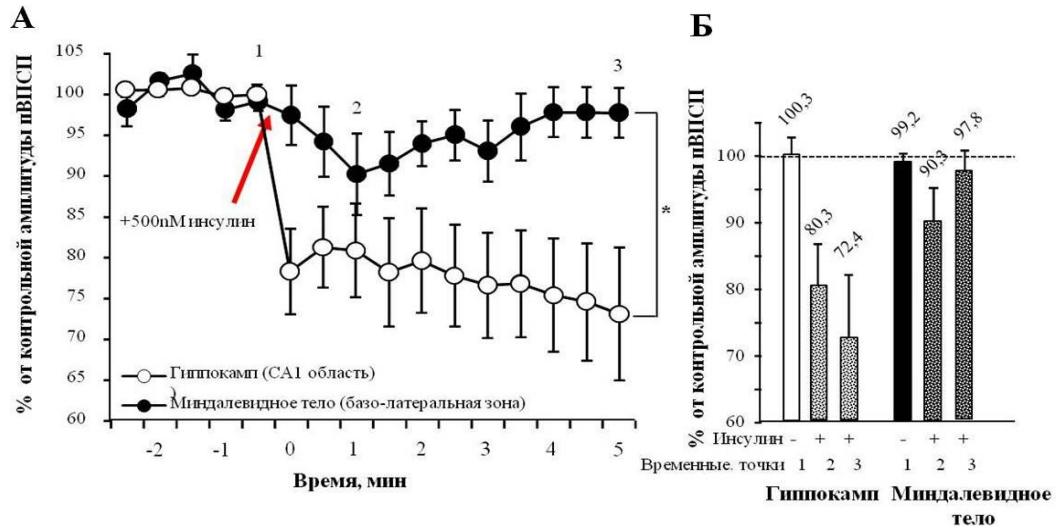 А
% от контрольной амплитуды пВПСП
105
100
95
90
85
80
75
70
65
60
1
2
3
*
+500nM инсулин
Гиппокамп (СА1 область)
)
Миндалевидное тело (базо-латеральная зона)
-2 -1 0 1 2 3 4 5
Время, мин
Б
% от контрольной амплитуды пВПСП
100
90
80
70
60
100,3
80,3
72,4
99,2
90,3
97,8
Инсулин - + + - + +
Временные. точки 1 2 3 1 2 3
Гиппокамп Миндалевидное
тело